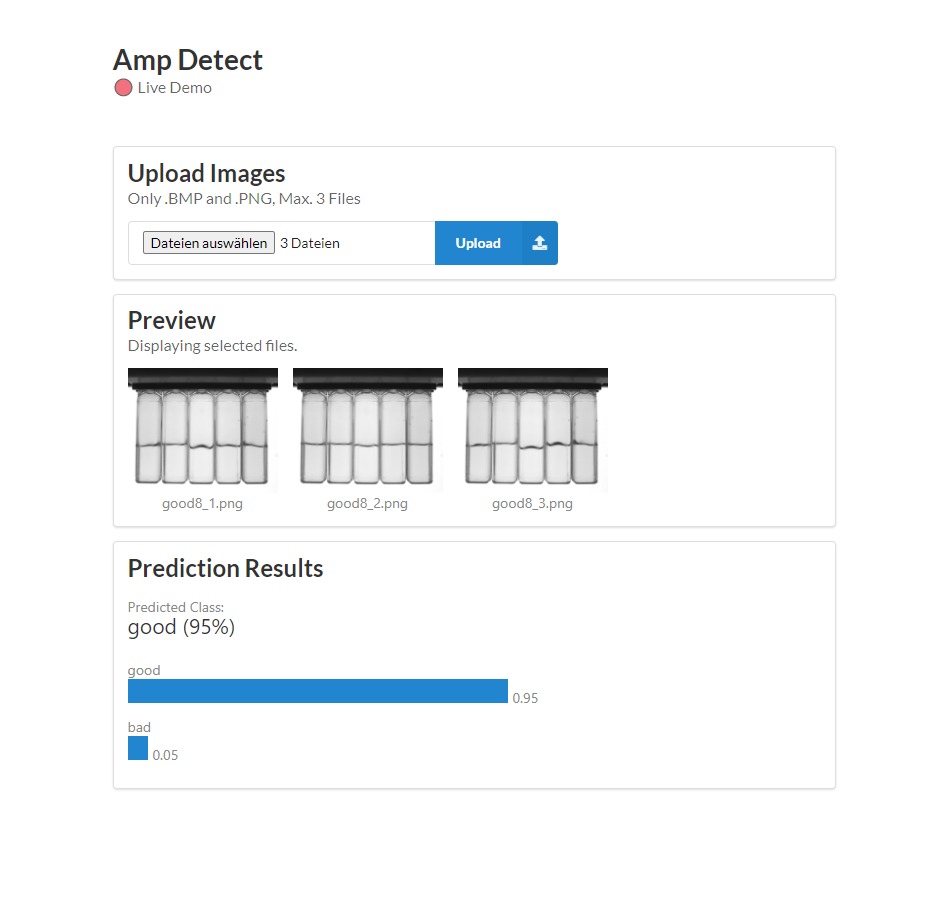 Amp Detect
Live Demo
Upload Images
Only .BMP and .PNG, Max. 3 Files
Dateien auswählen 3 Dateien Upload
Preview
Displaying selected files.
good8_1.png good8_2.png good8_3.png
Prediction Results
Predicted Class:
good (95%)
good
0.95
bad
0.05